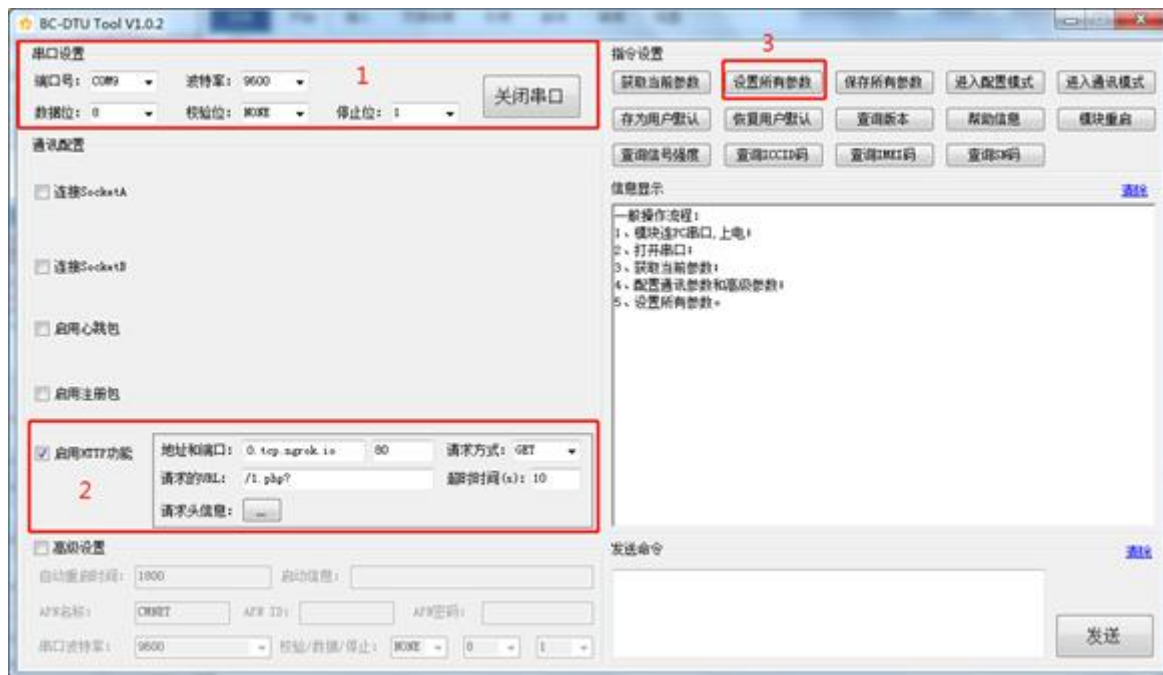 BC-DTU Tool V1.0.2
串口设置
端口号: COM9 波特率: 9600 1 关闭串口
数据位: 8 校验位: NONE 停止位: 1
通讯配置
连接SocketA
连接SocketB
启用心跳包
启用注册包
启用HTTP功能 地址和端口: 0.tcp.ngrok.io 80 请求方式: GET
2 请求的URL: /1.php? 超时时间(s): 10
请求头信息: ...
高级设置
自动重启时间: 1800 启动信息:
APN名称: CMNET APN ID: APN密码:
串口波特率: 9600 校验/数据/停止: NONE 8 1
指令设置 3
获取当前参数 设置所有参数 保存所有参数 进入配置模式 进入通讯模式
存为用户默认 恢复用户默认 查询版本 帮助信息 模块重启
查询信号强度 查询ICCID码 查询IMEI码 查询SN码
信息显示 清除
一般操作流程:
1、模块连PC串口,上电;
2、打开串口;
3、获取当前参数;
4、配置通讯参数和高级参数;
5、设置所有参数。
发送命令 清除
发送